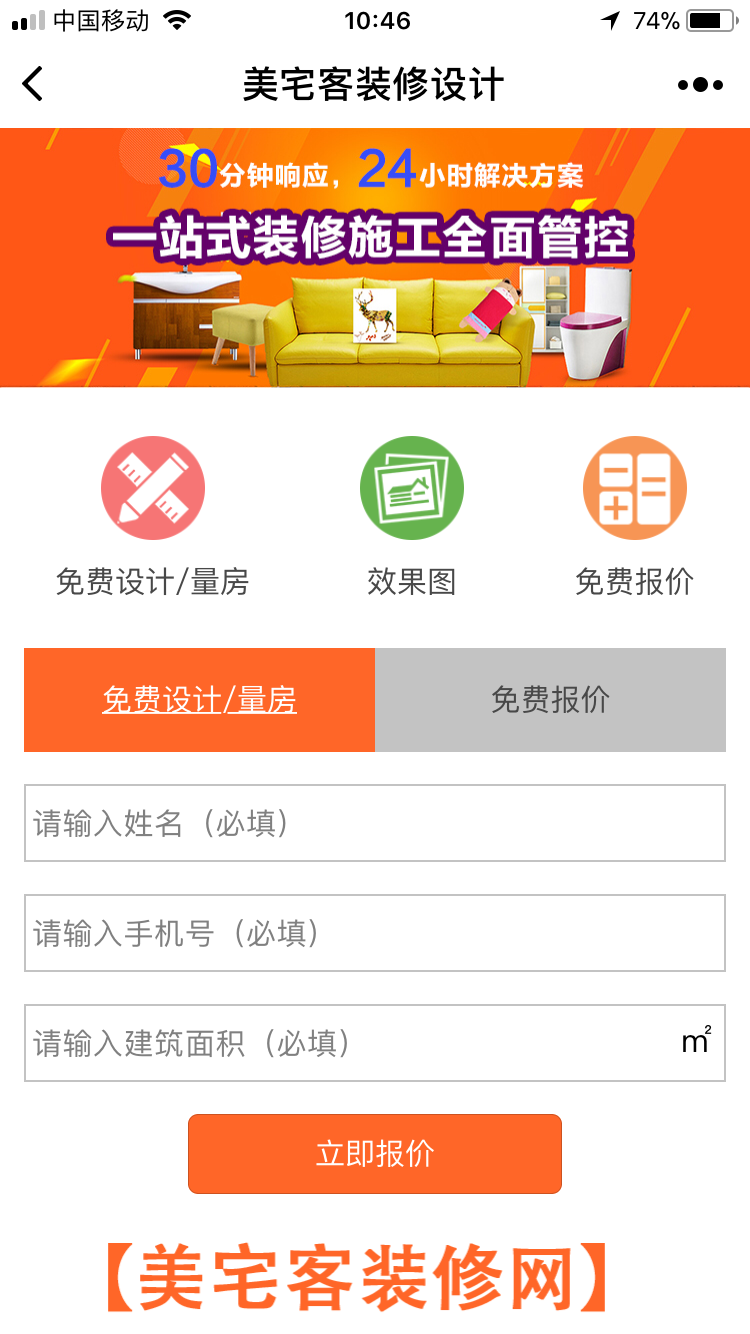 中国移动 10:46 74%
美宅客装修设计
30分钟响应，24小时解决方案
一站式装修施工全面管控
免费设计/量房 效果图 免费报价
免费设计/量房 免费报价
请输入姓名（必填）
请输入手机号（必填）
请输入建筑面积（必填） m²
立即报价
【美宅客装修网】